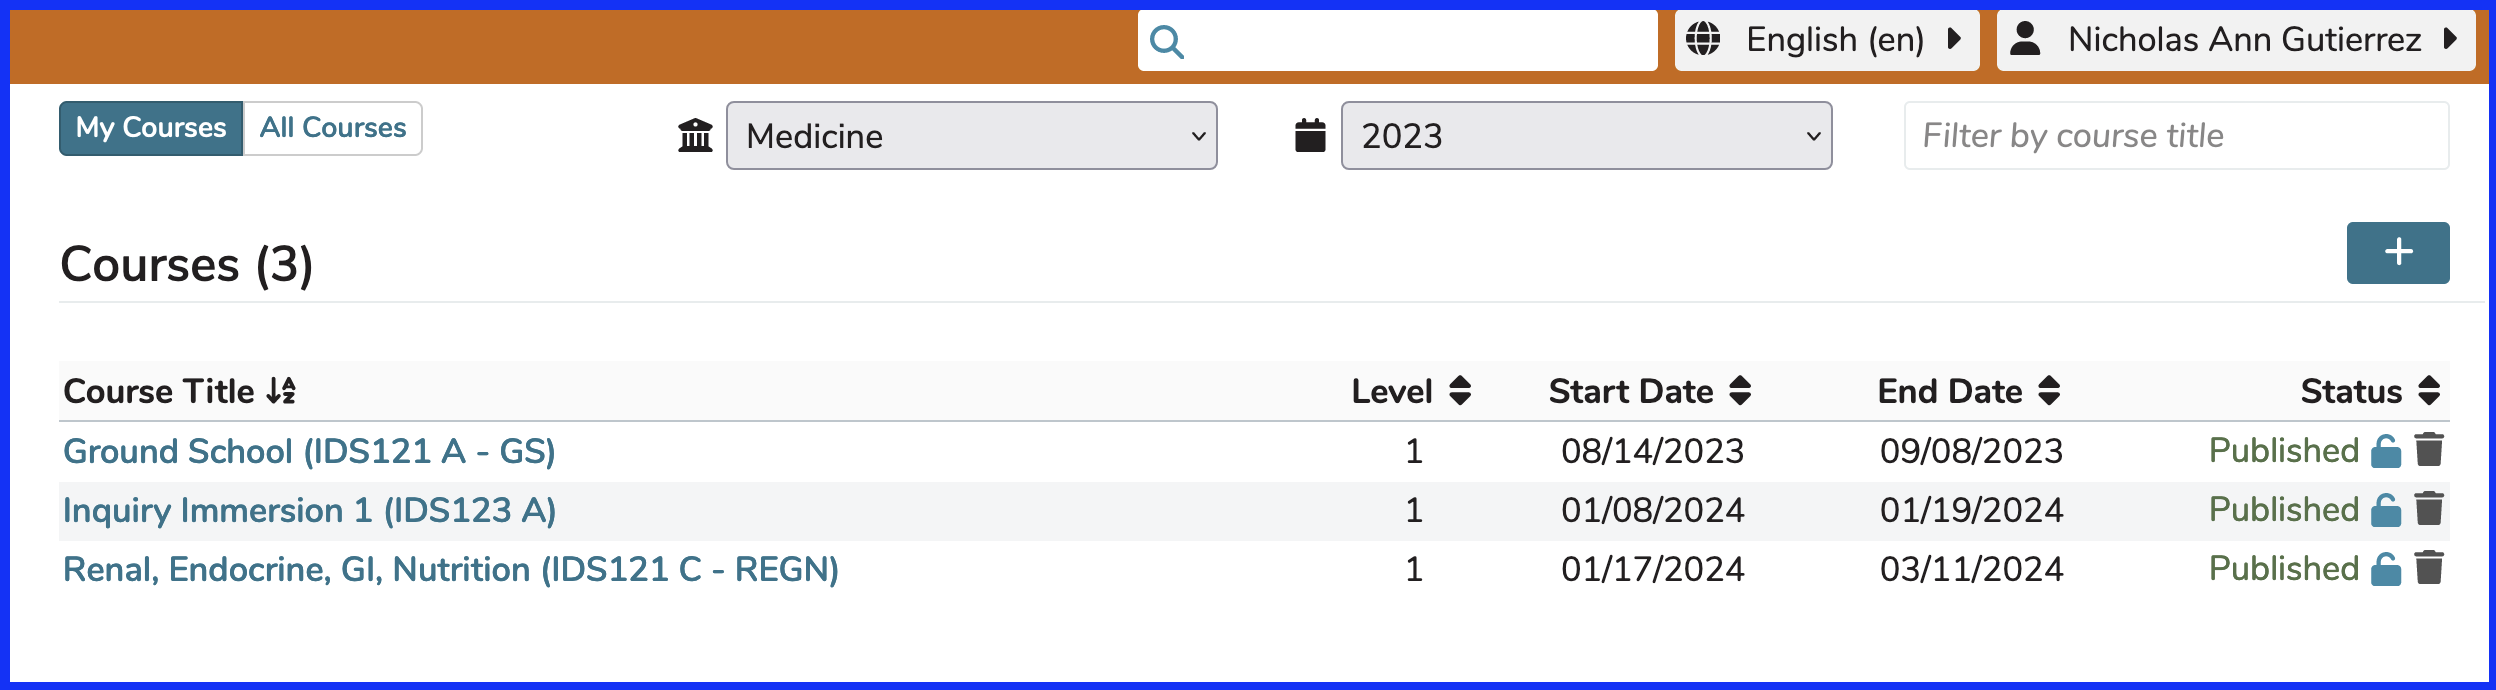 English (en) Nicholas Ann Gutierrez
My Courses All Courses Medicine 2023 Filter by course title
Courses (3)
Course Title Level Start Date End Date Status
Ground School (IDS121 A - GS) 1 08/14/2023 09/08/2023 Published
Inquiry Immersion 1 (IDS123 A) 1 01/08/2024 01/19/2024 Published
Renal, Endocrine, GI, Nutrition (IDS121 C - REGN) 1 01/17/2024 03/11/2024 Published